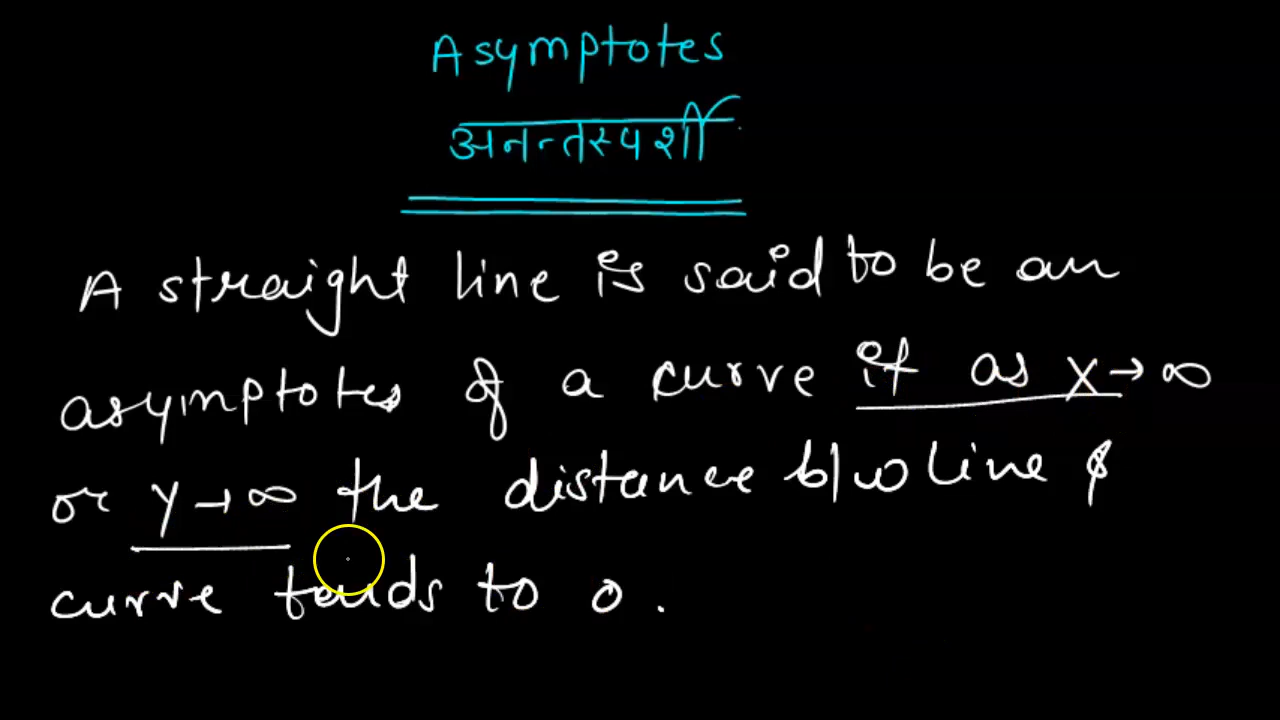 Asymptotes
अनन्तस्पर्शी
A straight line is said to be an
asymptotes of a curve if as x→∞
or y→∞ the distance b/w line &
curve tends to 0.